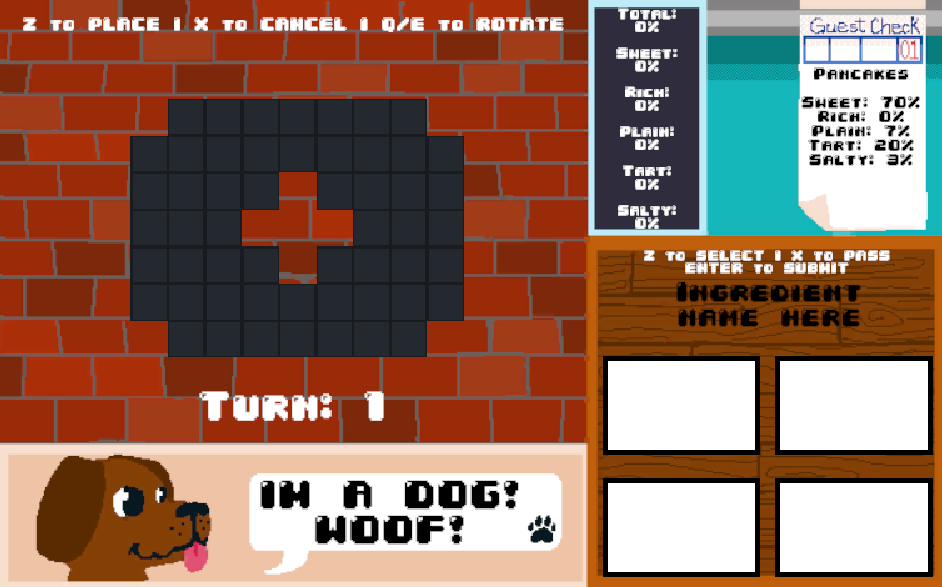 Z TO PLACE | X TO CANCEL | Q/E TO ROTATE
TOTAL:
0%
SWEET:
0%
RICH:
0%
PLAIN:
0%
TART:
0%
SALTY:
0%
Guest Check
01
PANCAKES
SWEET: 70%
RICH: 0%
PLAIN: 7%
TART: 20%
SALTY: 3%
Z TO SELECT | X TO PASS
ENTER TO SUBMIT
INGREDIENT
NAME HERE
TURN: 1
IM A DOG!
WOOF!